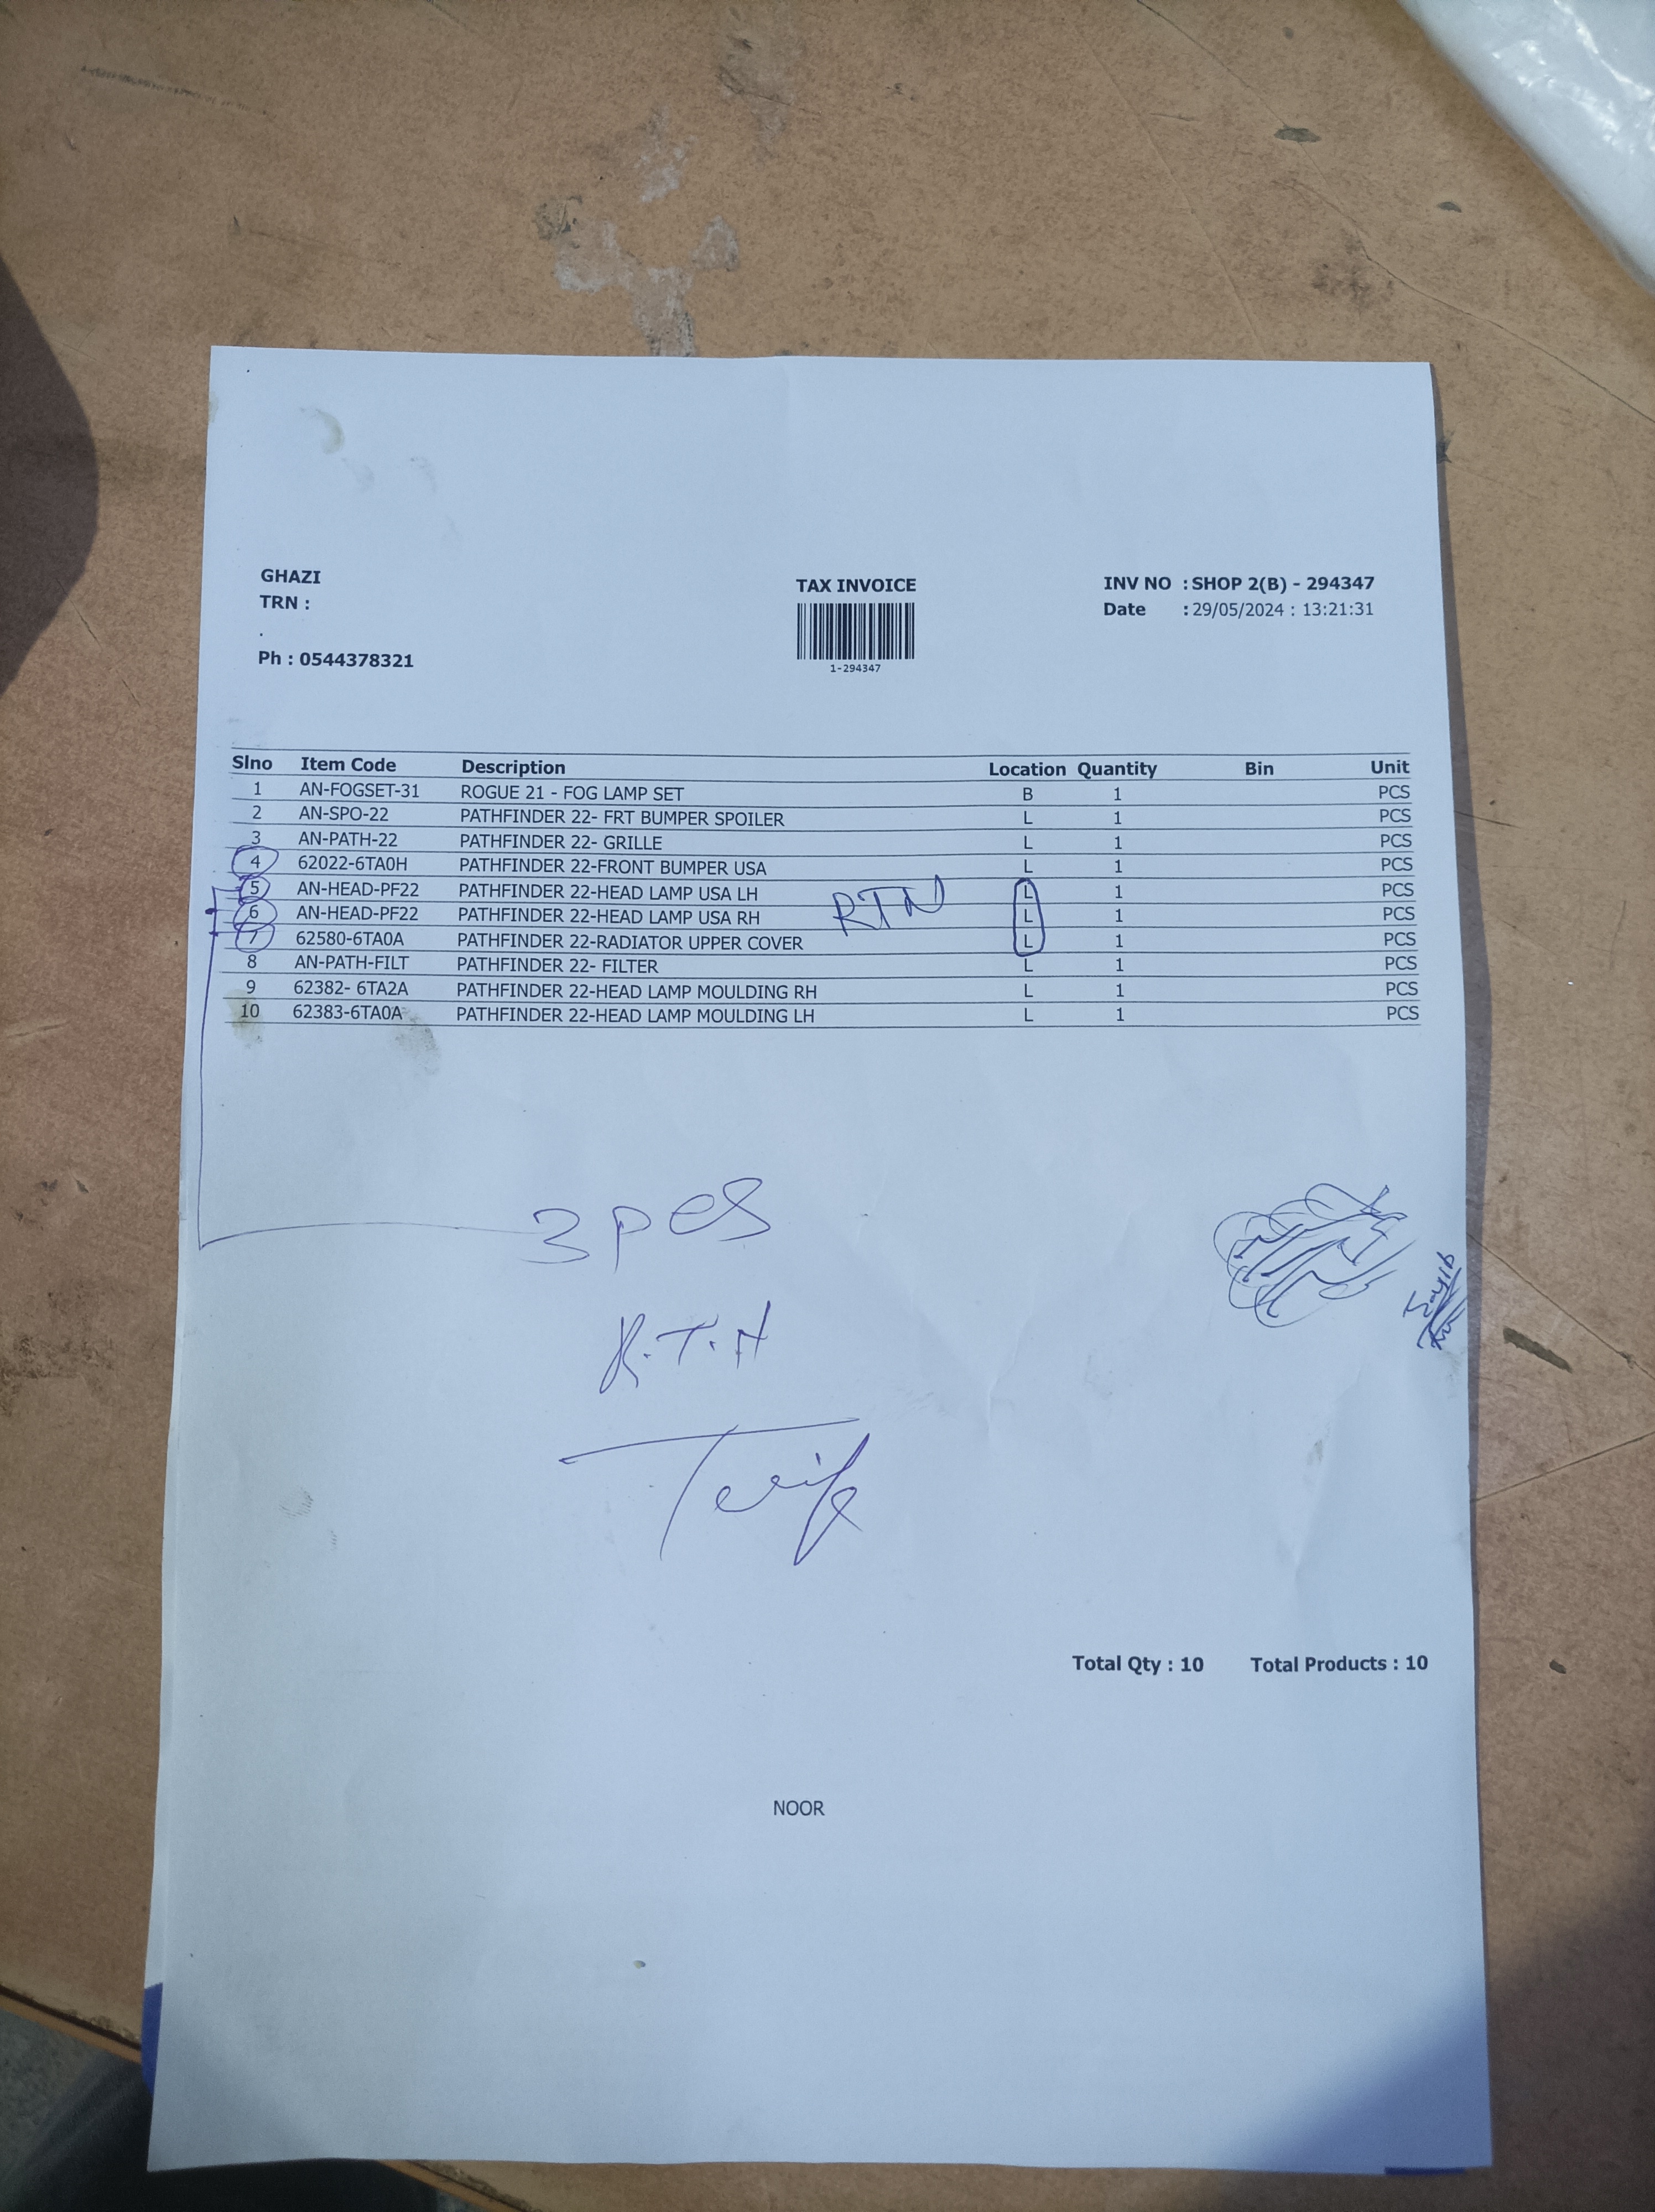 GHAZI
TRN :
.
Ph : 0544378321
TAX INVOICE
1-294347
INV NO : SHOP 2(B) - 294347
Date : 29/05/2024 : 13:21:31
Slno Item Code Description Location Quantity Bin Unit
1 AN-FOGSET-31 ROGUE 21 - FOG LAMP SET B 1 PCS
2 AN-SPO-22 PATHFINDER 22- FRT BUMPER SPOILER L 1 PCS
3 AN-PATH-22 PATHFINDER 22- GRILLE L 1 PCS
4 62022-6TA0H PATHFINDER 22-FRONT BUMPER USA L 1 PCS
5 AN-HEAD-PF22 PATHFINDER 22-HEAD LAMP USA LH L 1 PCS
RTN
6 AN-HEAD-PF22 PATHFINDER 22-HEAD LAMP USA RH L 1 PCS
7 62580-6TA0A PATHFINDER 22-RADIATOR UPPER COVER L 1 PCS
8 AN-PATH-FILT PATHFINDER 22- FILTER L 1 PCS
9 62382- 6TA2A PATHFINDER 22-HEAD LAMP MOULDING RH L 1 PCS
10 62383-6TA0A PATHFINDER 22-HEAD LAMP MOULDING LH L 1 PCS
3 pes
R.T.H
Total Qty : 10 Total Products : 10
NOOR